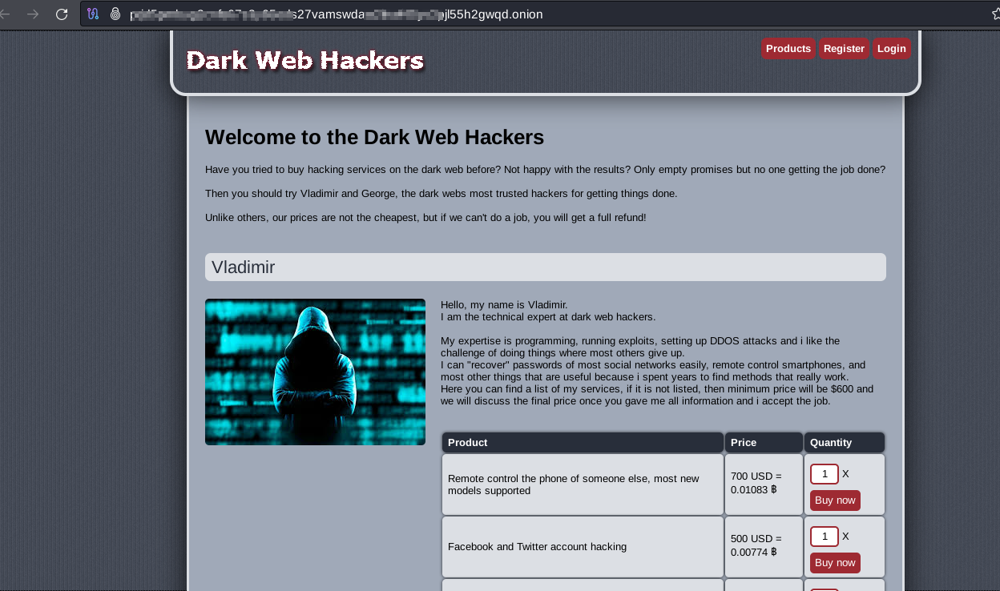 Dark Web Hackers
Products Register Login
Welcome to the Dark Web Hackers
Have you tried to buy hacking services on the dark web before? Not happy with the results? Only empty promises but no one getting the job done?
Then you should try Vladimir and George, the dark webs most trusted hackers for getting things done.
Unlike others, our prices are not the cheapest, but if we can't do a job, you will get a full refund!
Vladimir
Hello, my name is Vladimir.
I am the technical expert at dark web hackers.
My expertise is programming, running exploits, setting up DDOS attacks and i like the
challenge of doing things where most others give up.
I can "recover" passwords of most social networks easily, remote control smartphones, and
most other things that are useful because i spent years to find methods that really work.
Here you can find a list of my services, if it is not listed, then minimum price will be $600 and
we will discuss the final price once you gave me all information and i accept the job.
Product Price Quantity
Remote control the phone of someone else, most new
models supported
700 USD =
0.01083 ฿
1 X
Buy now
Facebook and Twitter account hacking
500 USD =
0.00774 ฿
1 X
Buy now